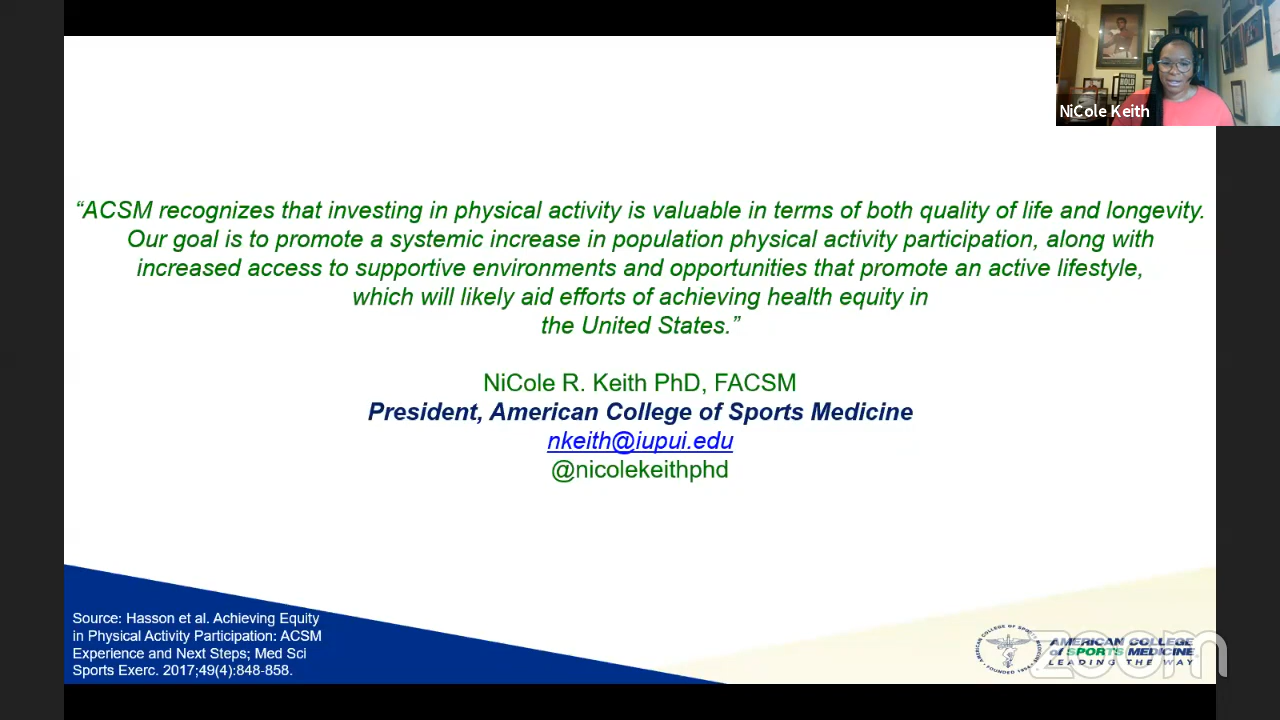 NiCole Keith
“ACSM recognizes that investing in physical activity is valuable in terms of both quality of life and longevity.
Our goal is to promote a systemic increase in population physical activity participation, along with
increased access to supportive environments and opportunities that promote an active lifestyle,
which will likely aid efforts of achieving health equity in
the United States.”
NiCole R. Keith PhD, FACSM
President, American College of Sports Medicine
nkeith@iupui.edu
@nicolekeithphd
Source: Hasson et al. Achieving Equity
in Physical Activity Participation: ACSM
Experience and Next Steps; Med Sci
Sports Exerc. 2017;49(4):848-858.
AMERICAN COLLEGE
of SPORTS MEDICINE
LEADING THE WAY
zoom